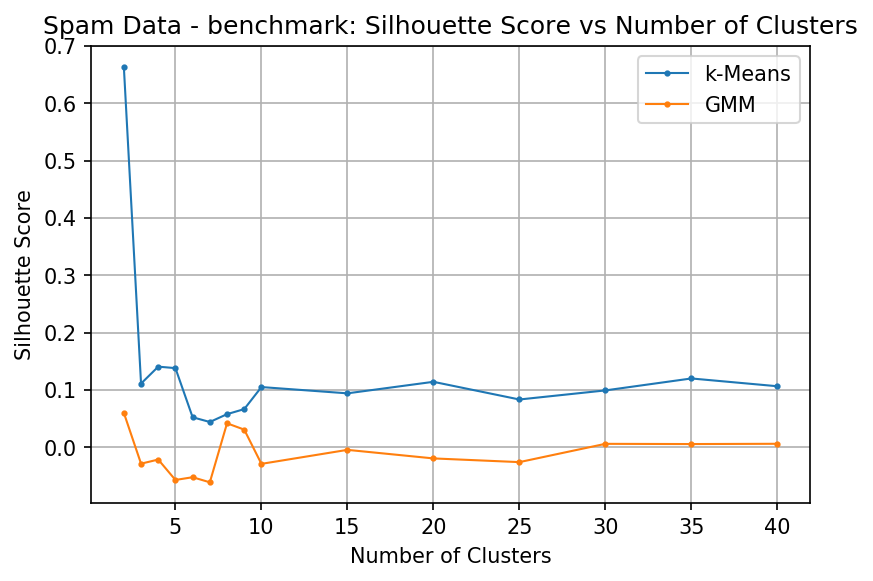 Spam Data - benchmark: Silhouette Score vs Number of Clusters
k-Means
GMM
Silhouette Score
0.7
0.6
0.5
0.4
0.3
0.2
0.1
0.0
5 10 15 20 25 30 35 40
Number of Clusters